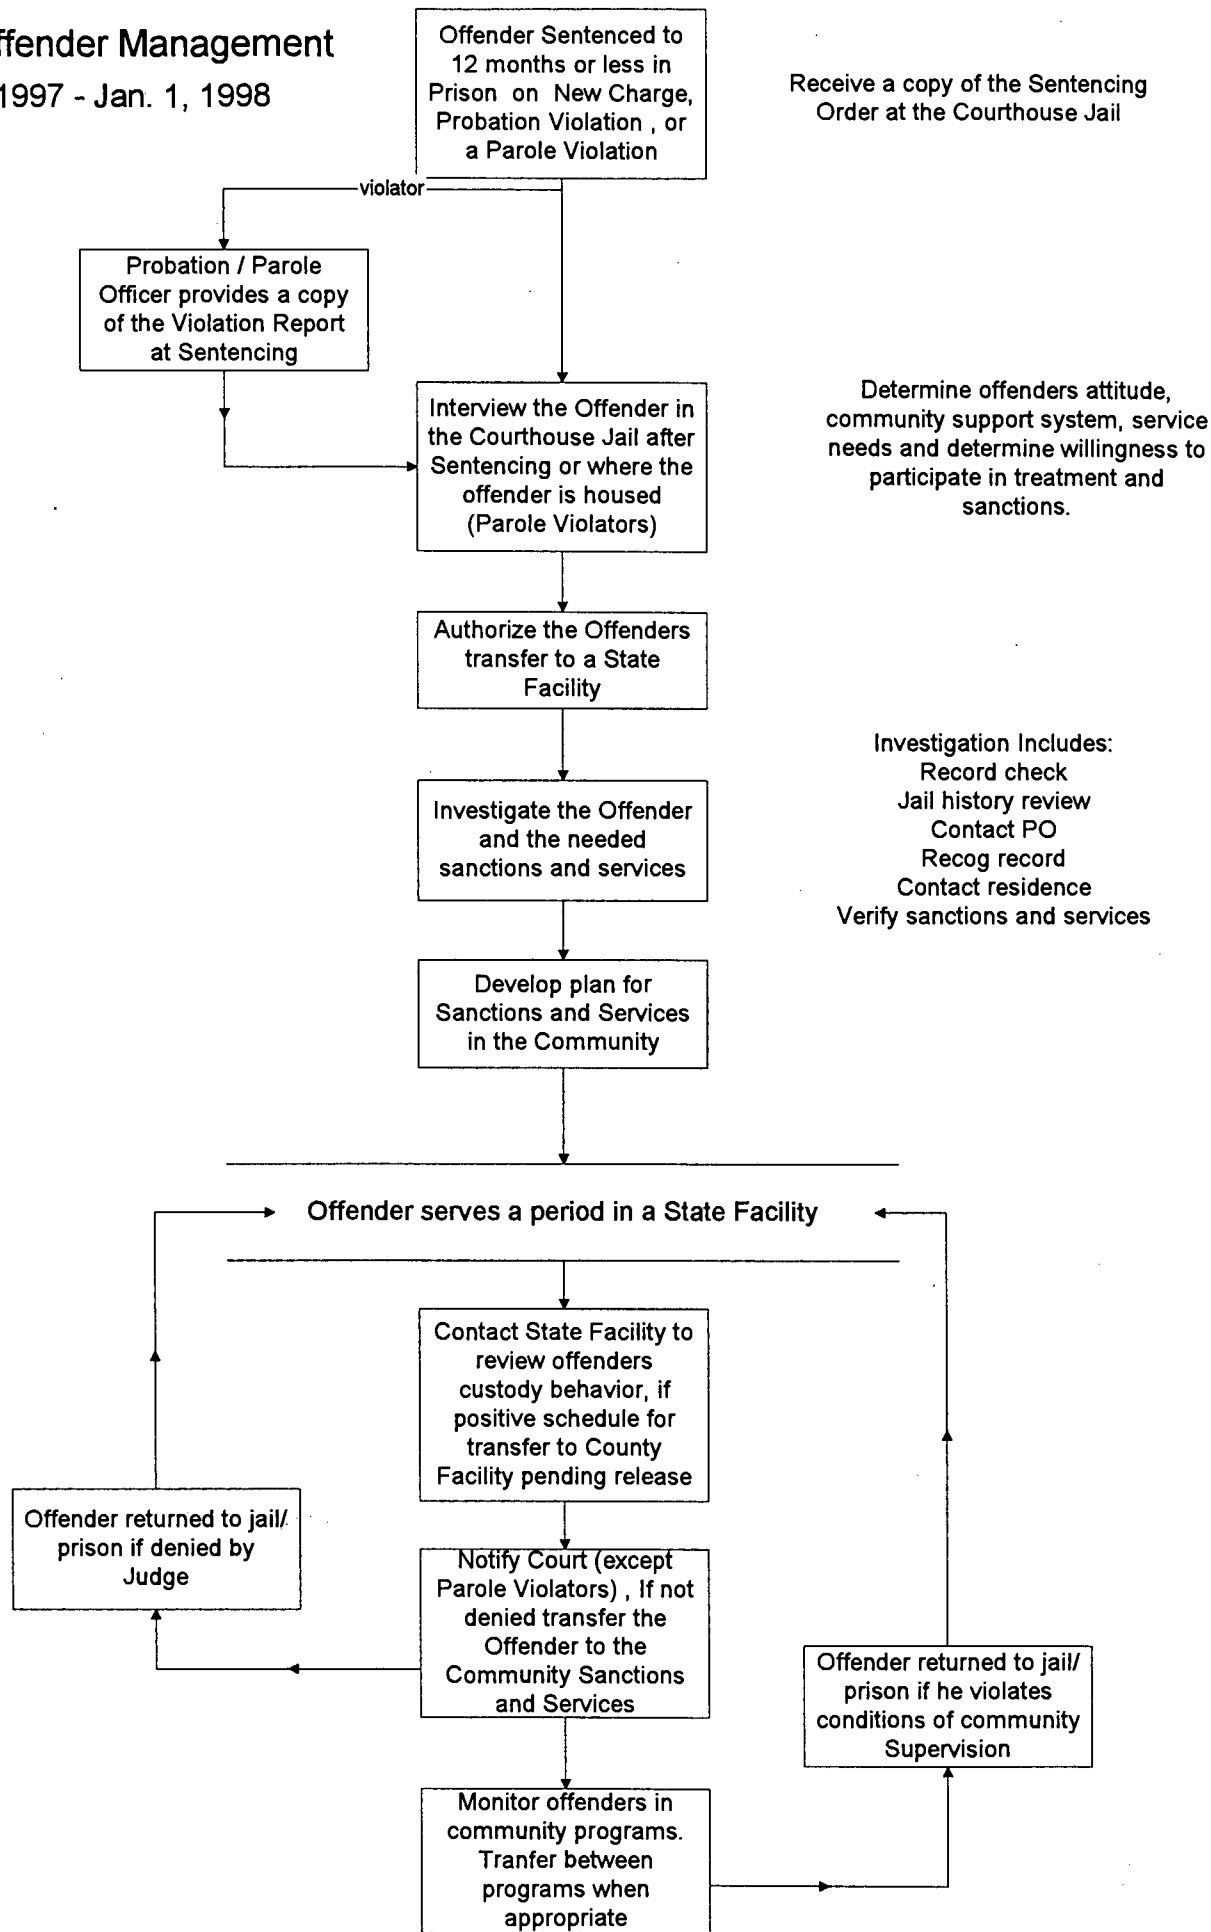 ffender Management
1997 - Jan. 1, 1998
Offender Sentenced to
12 months or less in
Prison on New Charge,
Probation Violation , or
a Parole Violation
Receive a copy of the Sentencing
Order at the Courthouse Jail
violator
Probation / Parole
Officer provides a copy
of the Violation Report
at Sentencing
Interview the Offender in
the Courthouse Jail after
Sentencing or where the
offender is housed
(Parole Violators)
Determine offenders attitude,
community support system, service
needs and determine willingness to
participate in treatment and
sanctions.
Authorize the Offenders
transfer to a State
Facility
Investigate the Offender
and the needed
sanctions and services
Investigation Includes:
Record check
Jail history review
Contact PO
Recog record
Contact residence
Verify sanctions and services
Develop plan for
Sanctions and Services
in the Community
Offender serves a period in a State Facility
Contact State Facility to
review offenders
custody behavior, if
positive schedule for
transfer to County
Facility pending release
Offender returned to jail/
prison if denied by
Judge
Notify Court (except
Parole Violators) , If not
denied transfer the
Offender to the
Community Sanctions
and Services
Offender returned to jail/
prison if he violates
conditions of community
Supervision
Monitor offenders in
community programs.
Tranfer between
programs when
appropriate